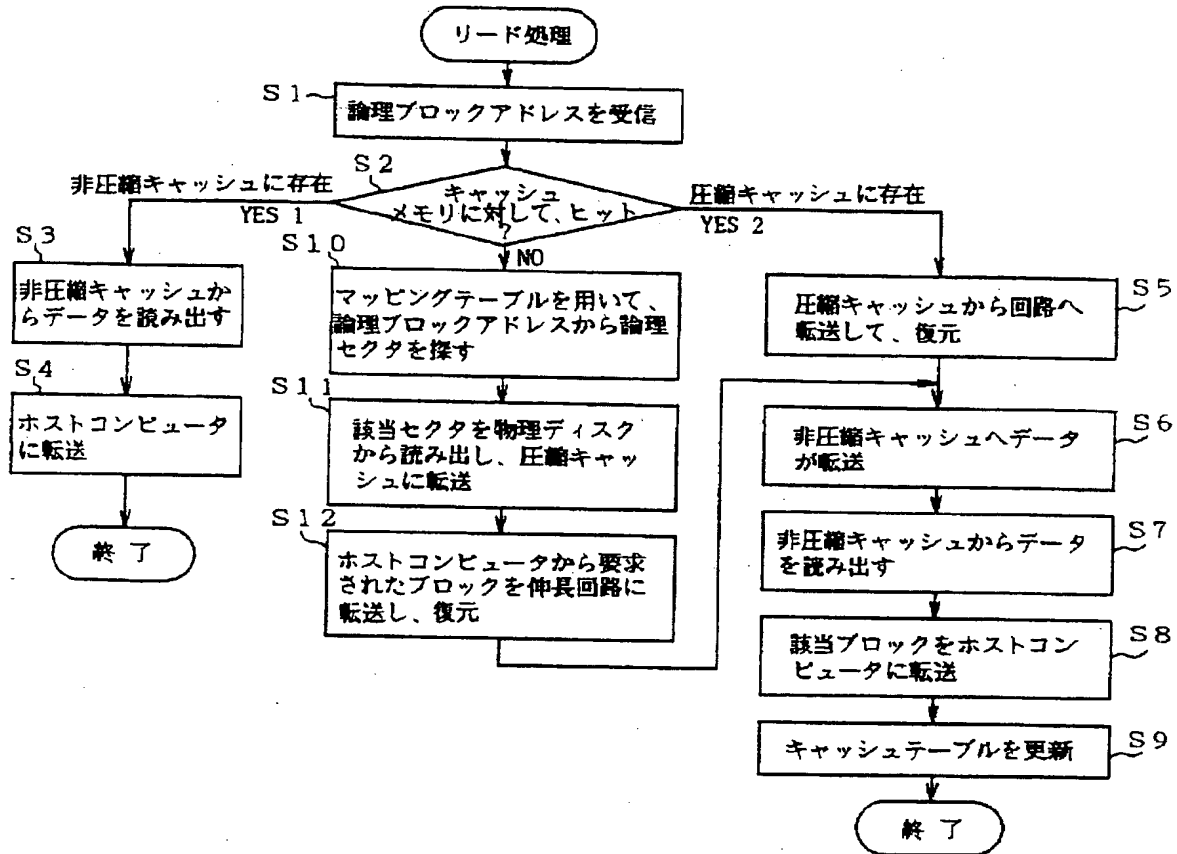 リード処理
S1
論理ブロックアドレスを受信
S2
非圧縮キャッシュに存在
YES 1
キャッシュ
メモリに対して、ヒット
?
圧縮キャッシュに存在
YES 2
NO
S3
非圧縮キャッシュか
らデータを読み出す
S4
ホストコンピュータ
に転送
終了
S10
マッピングテーブルを用いて、
論理ブロックアドレスから論理
セクタを探す
S11
該当セクタを物理ディスク
から読み出し、圧縮キャッ
シュに転送
S12
ホストコンピュータから要求
されたブロックを伸長回路に
転送し、復元
S5
圧縮キャッシュから回路へ
転送して、復元
S6
非圧縮キャッシュへデータ
が転送
S7
非圧縮キャッシュからデータ
を読み出す
S8
該当ブロックをホストコン
ピュータに転送
S9
キャッシュテーブルを更新
終了